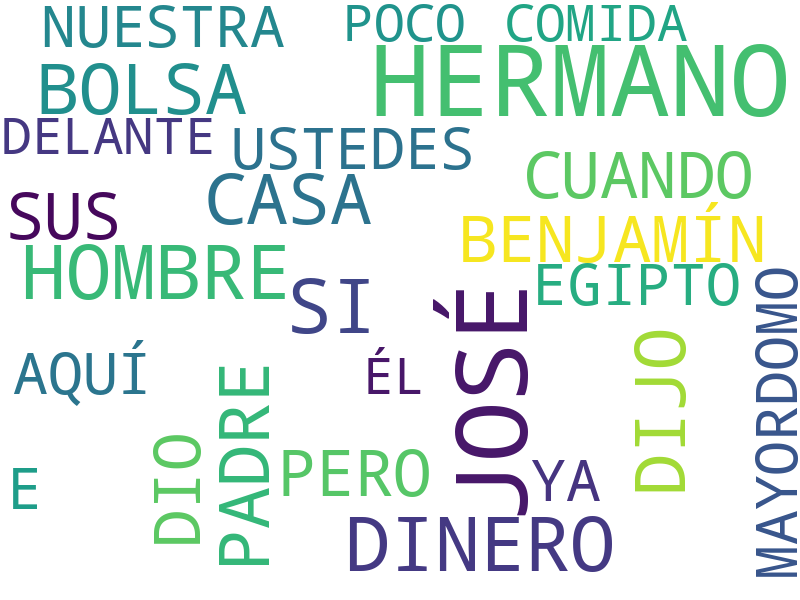 NUESTRA
POCO
COMIDA
HERMANO
BOLSA
DELANTE
USTEDES
CUANDO
CASA
SUS
BENJAMÍN
HOMBRE
EGIPTO
SI
JOSÉ
MAYORDOMO
DIJO
AQUÍ
ÉL
PADRE
DIO
PERO
YA
E
DINERO